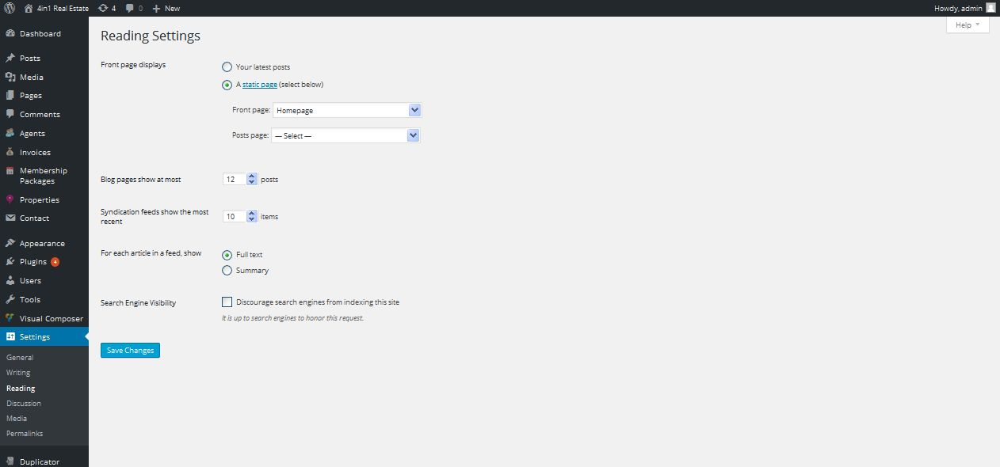 4in1 Real Estate 4 0 New Howdy, admin
Help
Dashboard
Posts
Media
Pages
Comments
Agents
Invoices
Membership
Packages
Properties
Contact
Appearance
Plugins 4
Users
Tools
Visual Composer
Settings
General
Writing
Reading
Discussion
Media
Permalinks
Duplicator
Reading Settings
Front page displays
Your latest posts
A static page (select below)
Front page: Homepage
Posts page: — Select —
Blog pages show at most 12 posts
Syndication feeds show the most
recent
10 items
For each article in a feed, show
Full text
Summary
Search Engine Visibility
Discourage search engines from indexing this site
It is up to search engines to honor this request.
Save Changes